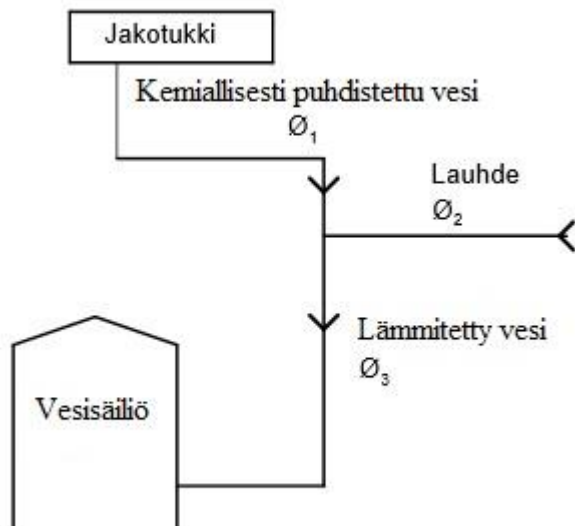 Jakotukki
Kemiallisesti puhdistettu vesi
Ø₁
Lauhde
Ø₂
Lämmitetty vesi
Ø₃
Vesisäiliö